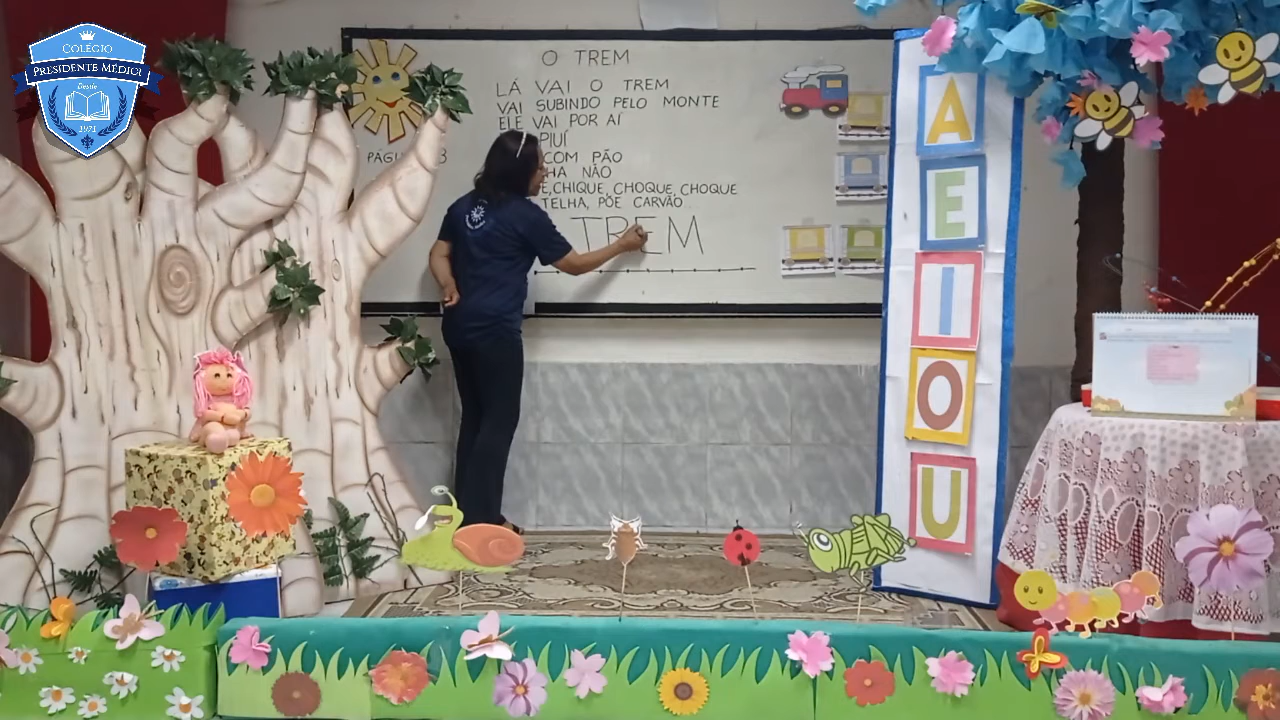 COLÉGIO
PRESIDENTE MÉDICI
Desde
1971
O TREM
LÁ VAI O TREM
VAI SUBINDO PELO MONTE
ELE VAI POR AÍ
PIUÍ
COM PÃO
NÃO
CHIQUE, CHOQUE, CHOQUE
TELHA, PÕE CARVÃO..
TREM
A
E
I
O
U